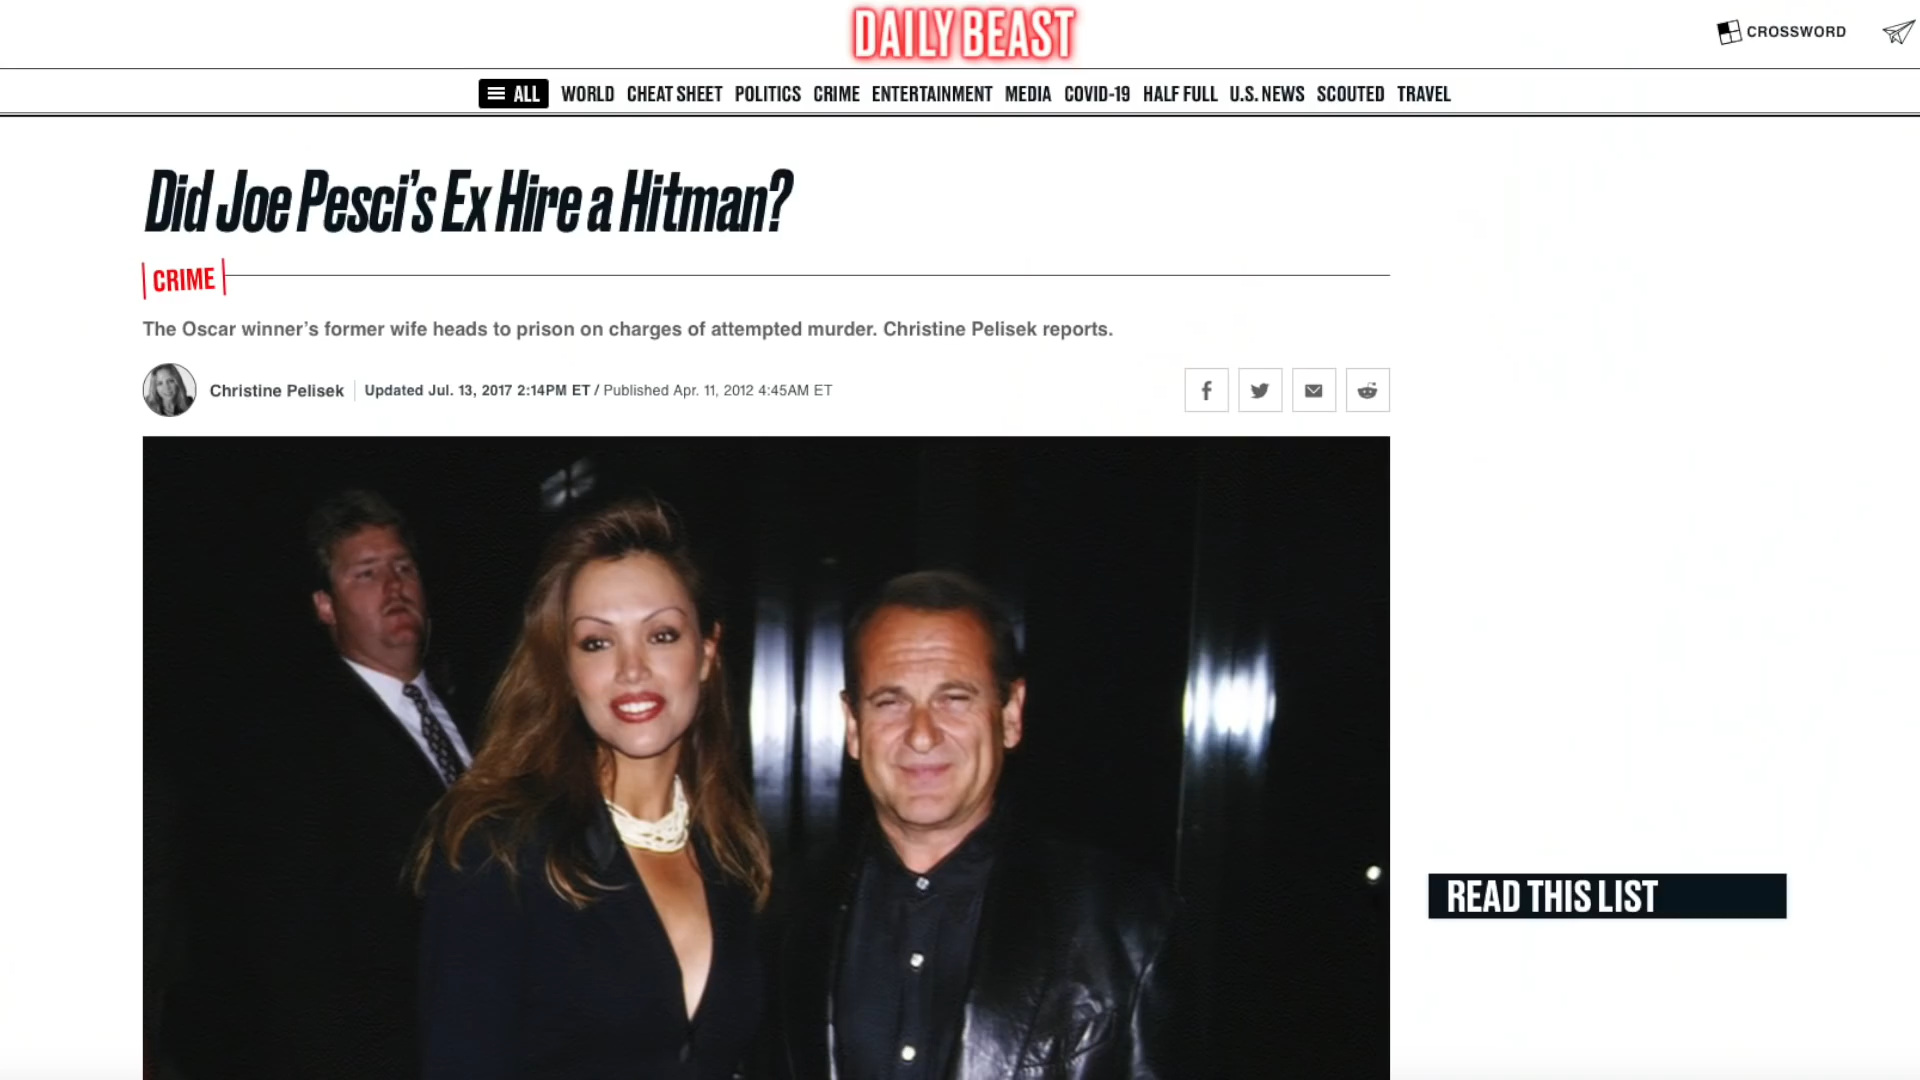 DAILY BEAST
CROSSWORD
ALL WORLD CHEAT SHEET POLITICS CRIME ENTERTAINMENT MEDIA COVID-19 HALF FULL U.S. NEWS SCOUTED TRAVEL
Did Joe Pesci's Ex Hire a Hitman?
CRIME
The Oscar winner's former wife heads to prison on charges of attempted murder. Christine Pelisek reports.
Christine Pelisek Updated Jul. 13, 2017 2:14PM ET / Published Apr. 11, 2012 4:45AM ET
READ THIS LIST